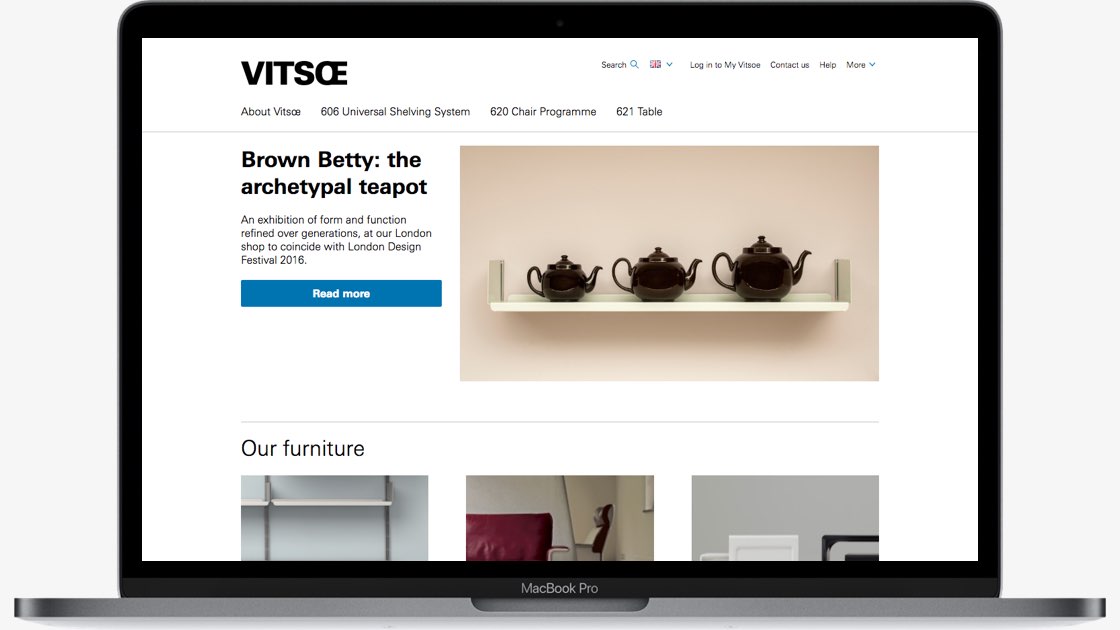 VITSŒ
Search
Log in to My Vitsoe
Contact us
Help
More
About Vitsœ
606 Universal Shelving System
620 Chair Programme
621 Table
Brown Betty: the
archetypal teapot
An exhibition of form and function
refined over generations, at our London
shop to coincide with London Design
Festival 2016.
Read more
Our furniture
MacBook Pro